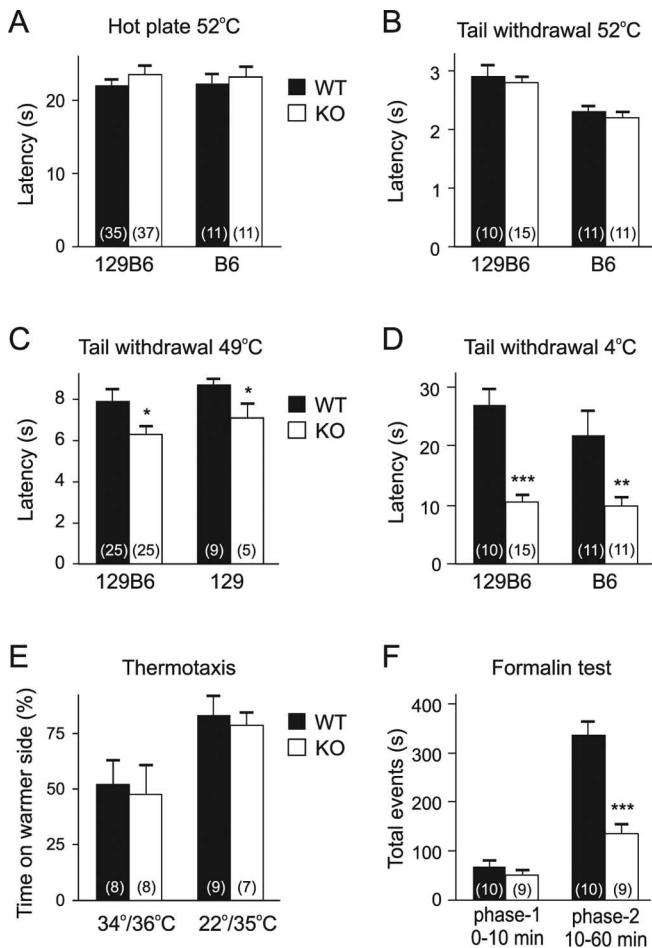 A
Hot plate 52°C
Latency (s)
20
10
0
(35) (37) (11) (11)
129B6 B6
WT
KO
B
Tail withdrawal 52°C
Latency (s)
3
2
1
0
(10) (15) (11) (11)
129B6 B6
C
Tail withdrawal 49°C
Latency (s)
8
6
4
2
0
* *
(25) (25) (9) (5)
129B6 129
WT
KO
D
Tail withdrawal 4°C
Latency (s)
30
20
10
0
*** **
(10) (15) (11) (11)
129B6 B6
E
Thermotaxis
Time on warmer side (%)
75
50
25
0
(8) (8) (9) (7)
34°/36°C 22°/35°C
WT
KO
F
Formalin test
Total events (s)
400
300
200
100
0
***
(10) (9) (10) (9)
phase-1 phase-2
0-10 min 10-60 min